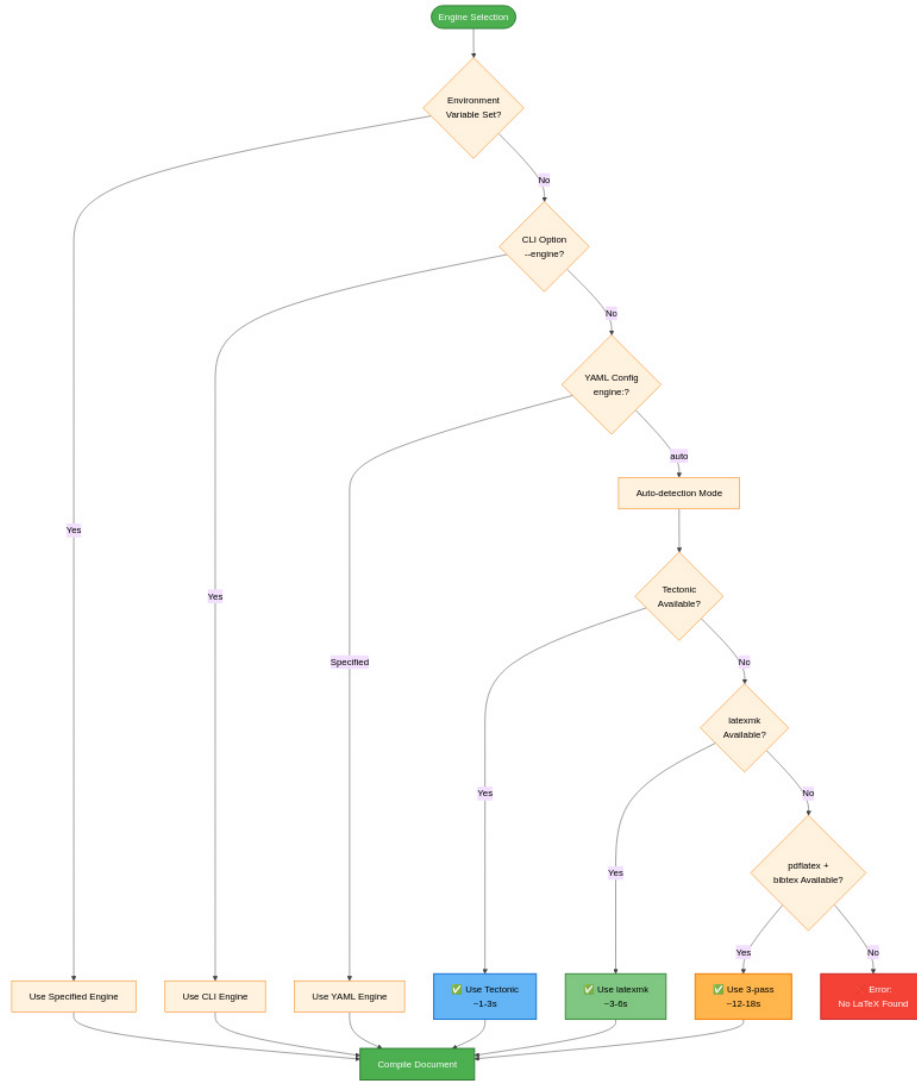 Engine Selection
Environment
Variable Set?
No
CLI Option
--engine?
No
YAML Config
engine:?
auto
Auto-detection Mode
Yes
Tectonic
Available?
Yes
Specified
No
latexmk
Available?
Yes
No
pdflatex +
bibtex Available?
Yes
Yes
No
Use Specified Engine
Use CLI Engine
Use YAML Engine
✅ Use Tectonic
~1-3s
✅ Use latexmk
~3-6s
✅ Use 3-pass
~12-18s
❌ Error:
No LaTeX Found
Compile Document